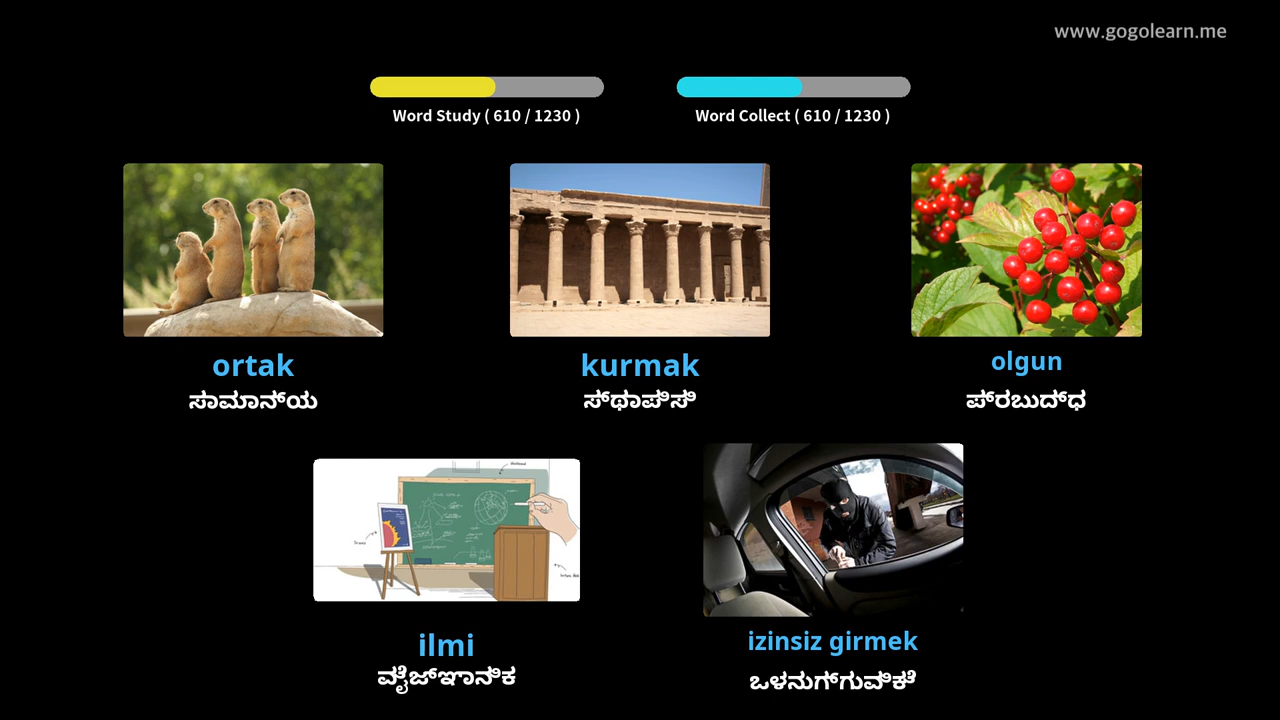 www.gogolearn.me
Word Study ( 610 / 1230 )
Word Collect ( 610 / 1230 )
ortak
ಸಾಮಾನ್ಯ
kurmak
ಸ್ಥಾಪಿಸಿ
olgun
ಪ್ರಬುದ್ಧ
ilmi
ವೈಜ್ಞಾನಿಕ
izinsiz girmek
ಒಳನುಗ್ಗುವಿಕೆ